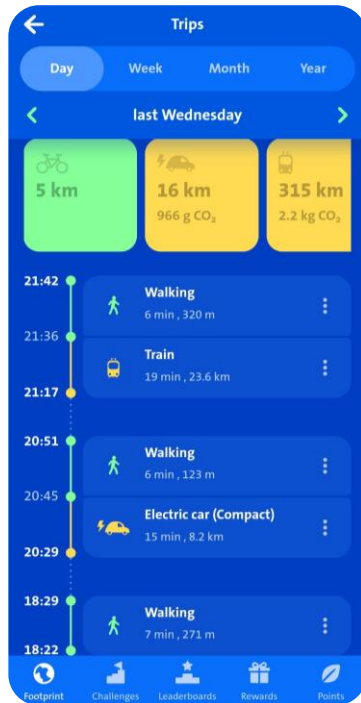 Trips
Day Week Month Year
last Wednesday
5 km 16 km 315 km
966 g CO₂ 2.2 kg CO₂
21:42
Walking
6 min , 320 m
21:36
Train
19 min , 23.6 km
21:17
20:51
Walking
6 min , 123 m
20:45
Electric car (Compact)
15 min , 8.2 km
20:29
18:29
Walking
7 min , 271 m
18:22
Footprint Challenges Leaderboards Rewards Points